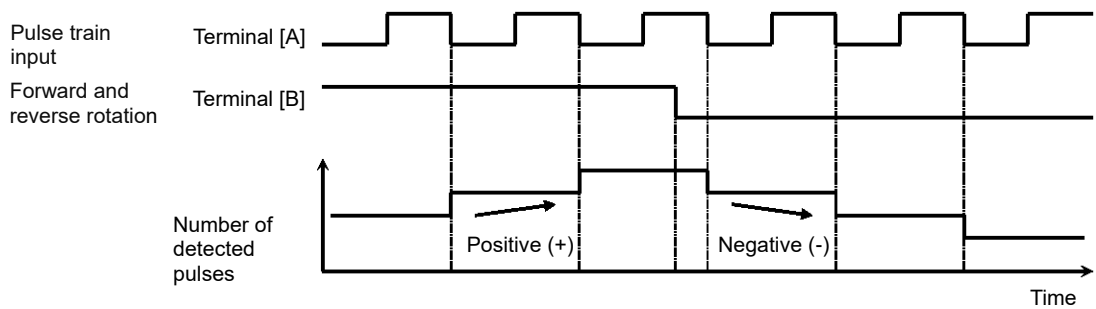 Pulse train
input
Terminal [A]
Forward and
reverse rotation
Terminal [B]
Number of
detected
pulses
Positive (+)
Negative (-)
Time